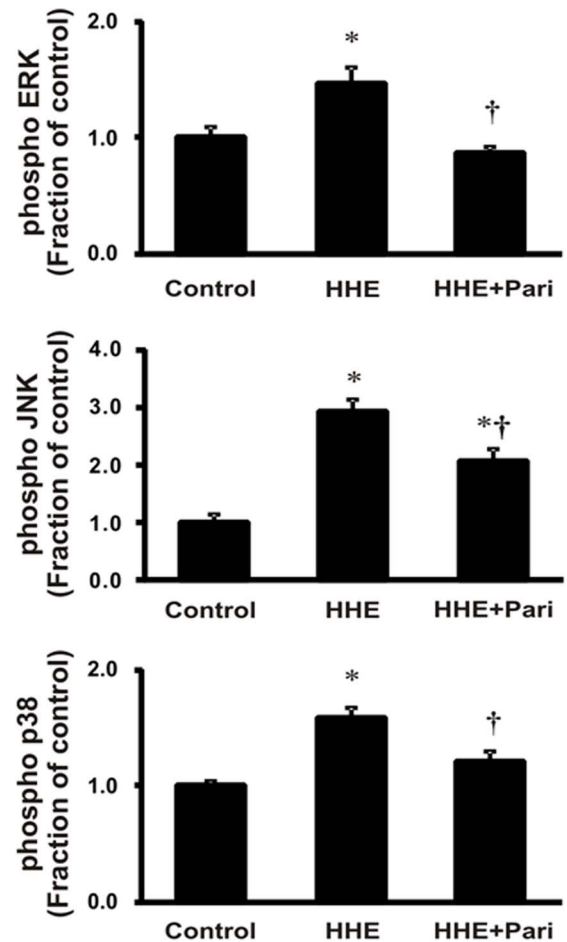 phospho ERK
(Fraction of control)
2.0
1.0
0.0
*
†
Control HHE HHE+Pari
phospho JNK
(Fraction of control)
4.0
3.0
2.0
1.0
0.0
*
*†
Control HHE HHE+Pari
phospho p38
(Fraction of control)
2.0
1.0
0.0
*
†
Control HHE HHE+Pari